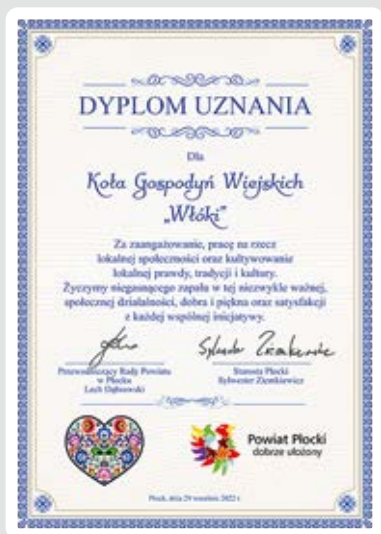 DYPLOM UZNANIA
Dla
Koła Gospodyń Wiejskich
„Włóki”
Za zaangażowanie, pracę na rzecz
lokalnej społeczności oraz kultywowanie
lokalnej prawdy, tradycji i kultury.
Życzymy niegasnącego zapału w tej niezwykle ważnej,
społecznej działalności, dobra i piękna oraz satysfakcji
z każdej wspólnej inicjatywy.
Przewodniczący Rady Powiatu
w Płocku
Lech Dąbrowski
Starosta Płocki
Sylwester Ziemkiewicz
Powiat Płocki
dobrze ułożony
Płock, dnia 29 września 2022 r.